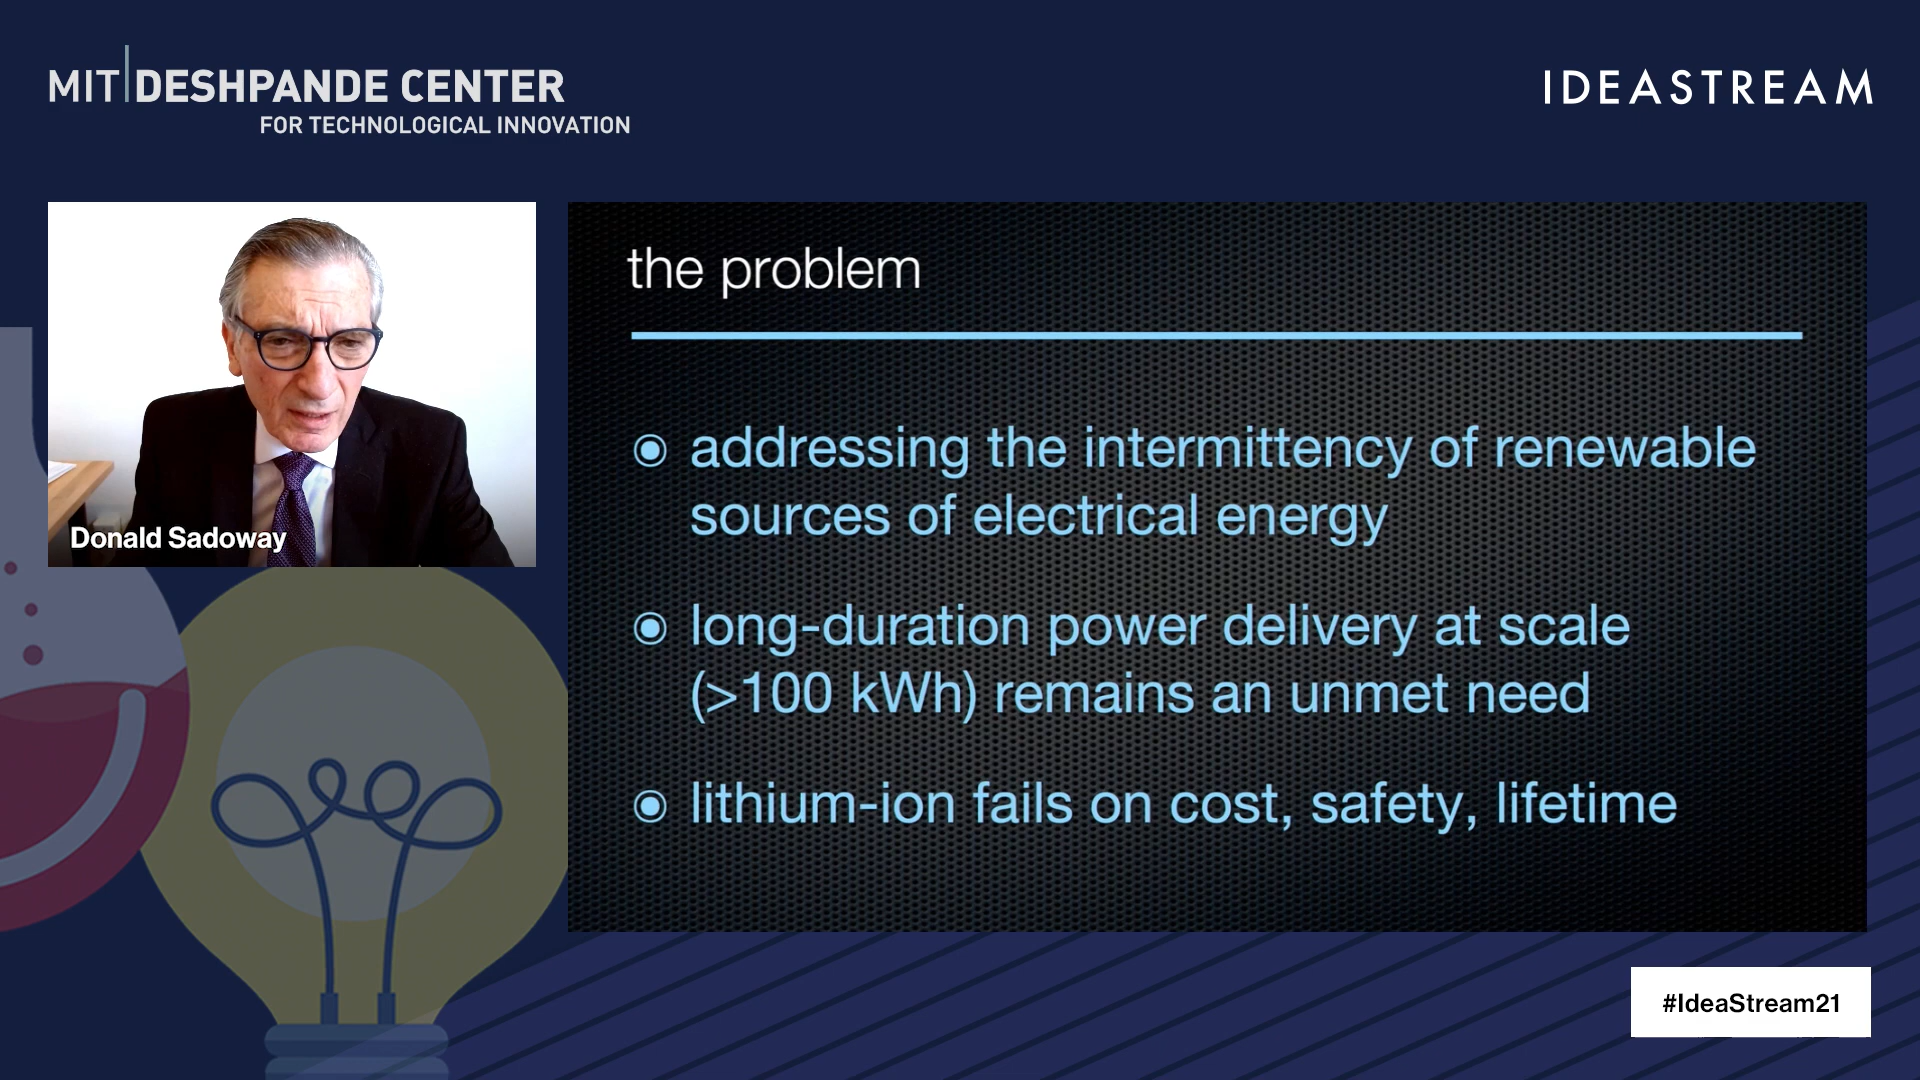 MIT DESHPANDE CENTER
FOR TECHNOLOGICAL INNOVATION
IDEASTREAM
Donald Sadoway
the problem
addressing the intermittency of renewable
sources of electrical energy
long-duration power delivery at scale
(>100 kWh) remains an unmet need
lithium-ion fails on cost, safety, lifetime
#IdeaStream21